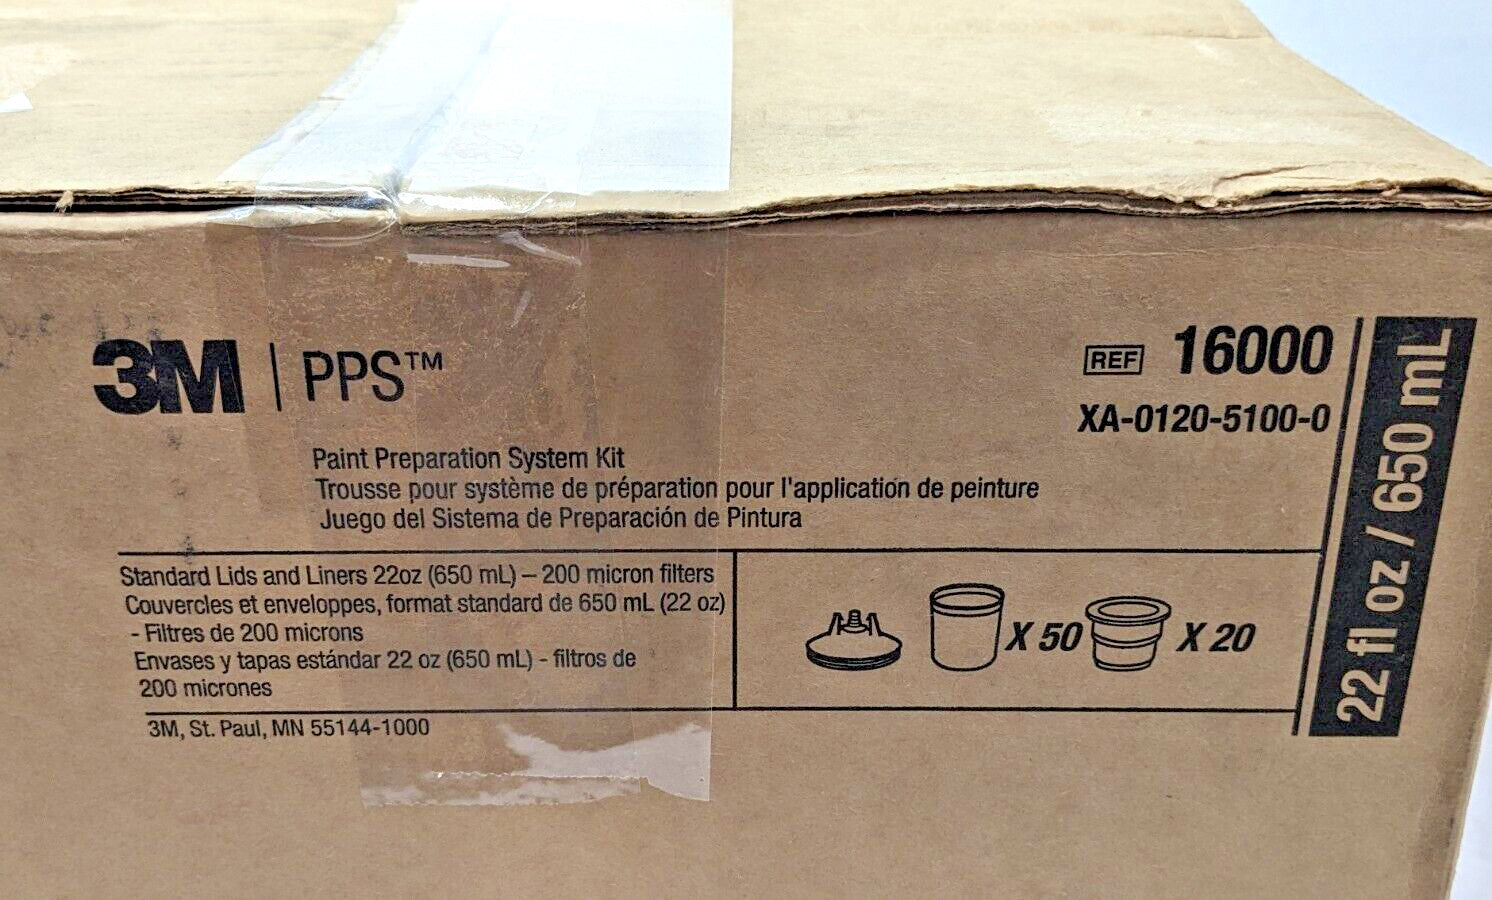 3M | PPS™
REF 16000
XA-0120-5100-0
Paint Preparation System Kit
Trousse pour système de préparation pour l'application de peinture
Juego del Sistema de Preparación de Pintura
Standard Lids and Liners 22oz (650 mL) – 200 micron filters
Couvercles et enveloppes, format standard de 650 mL (22 oz)
- Filtres de 200 microns
Envases y tapas estándar 22 oz (650 mL) - filtros de
200 micrones
X 50
X 20
3M, St. Paul, MN 55144-1000
22 fl oz / 650 mL